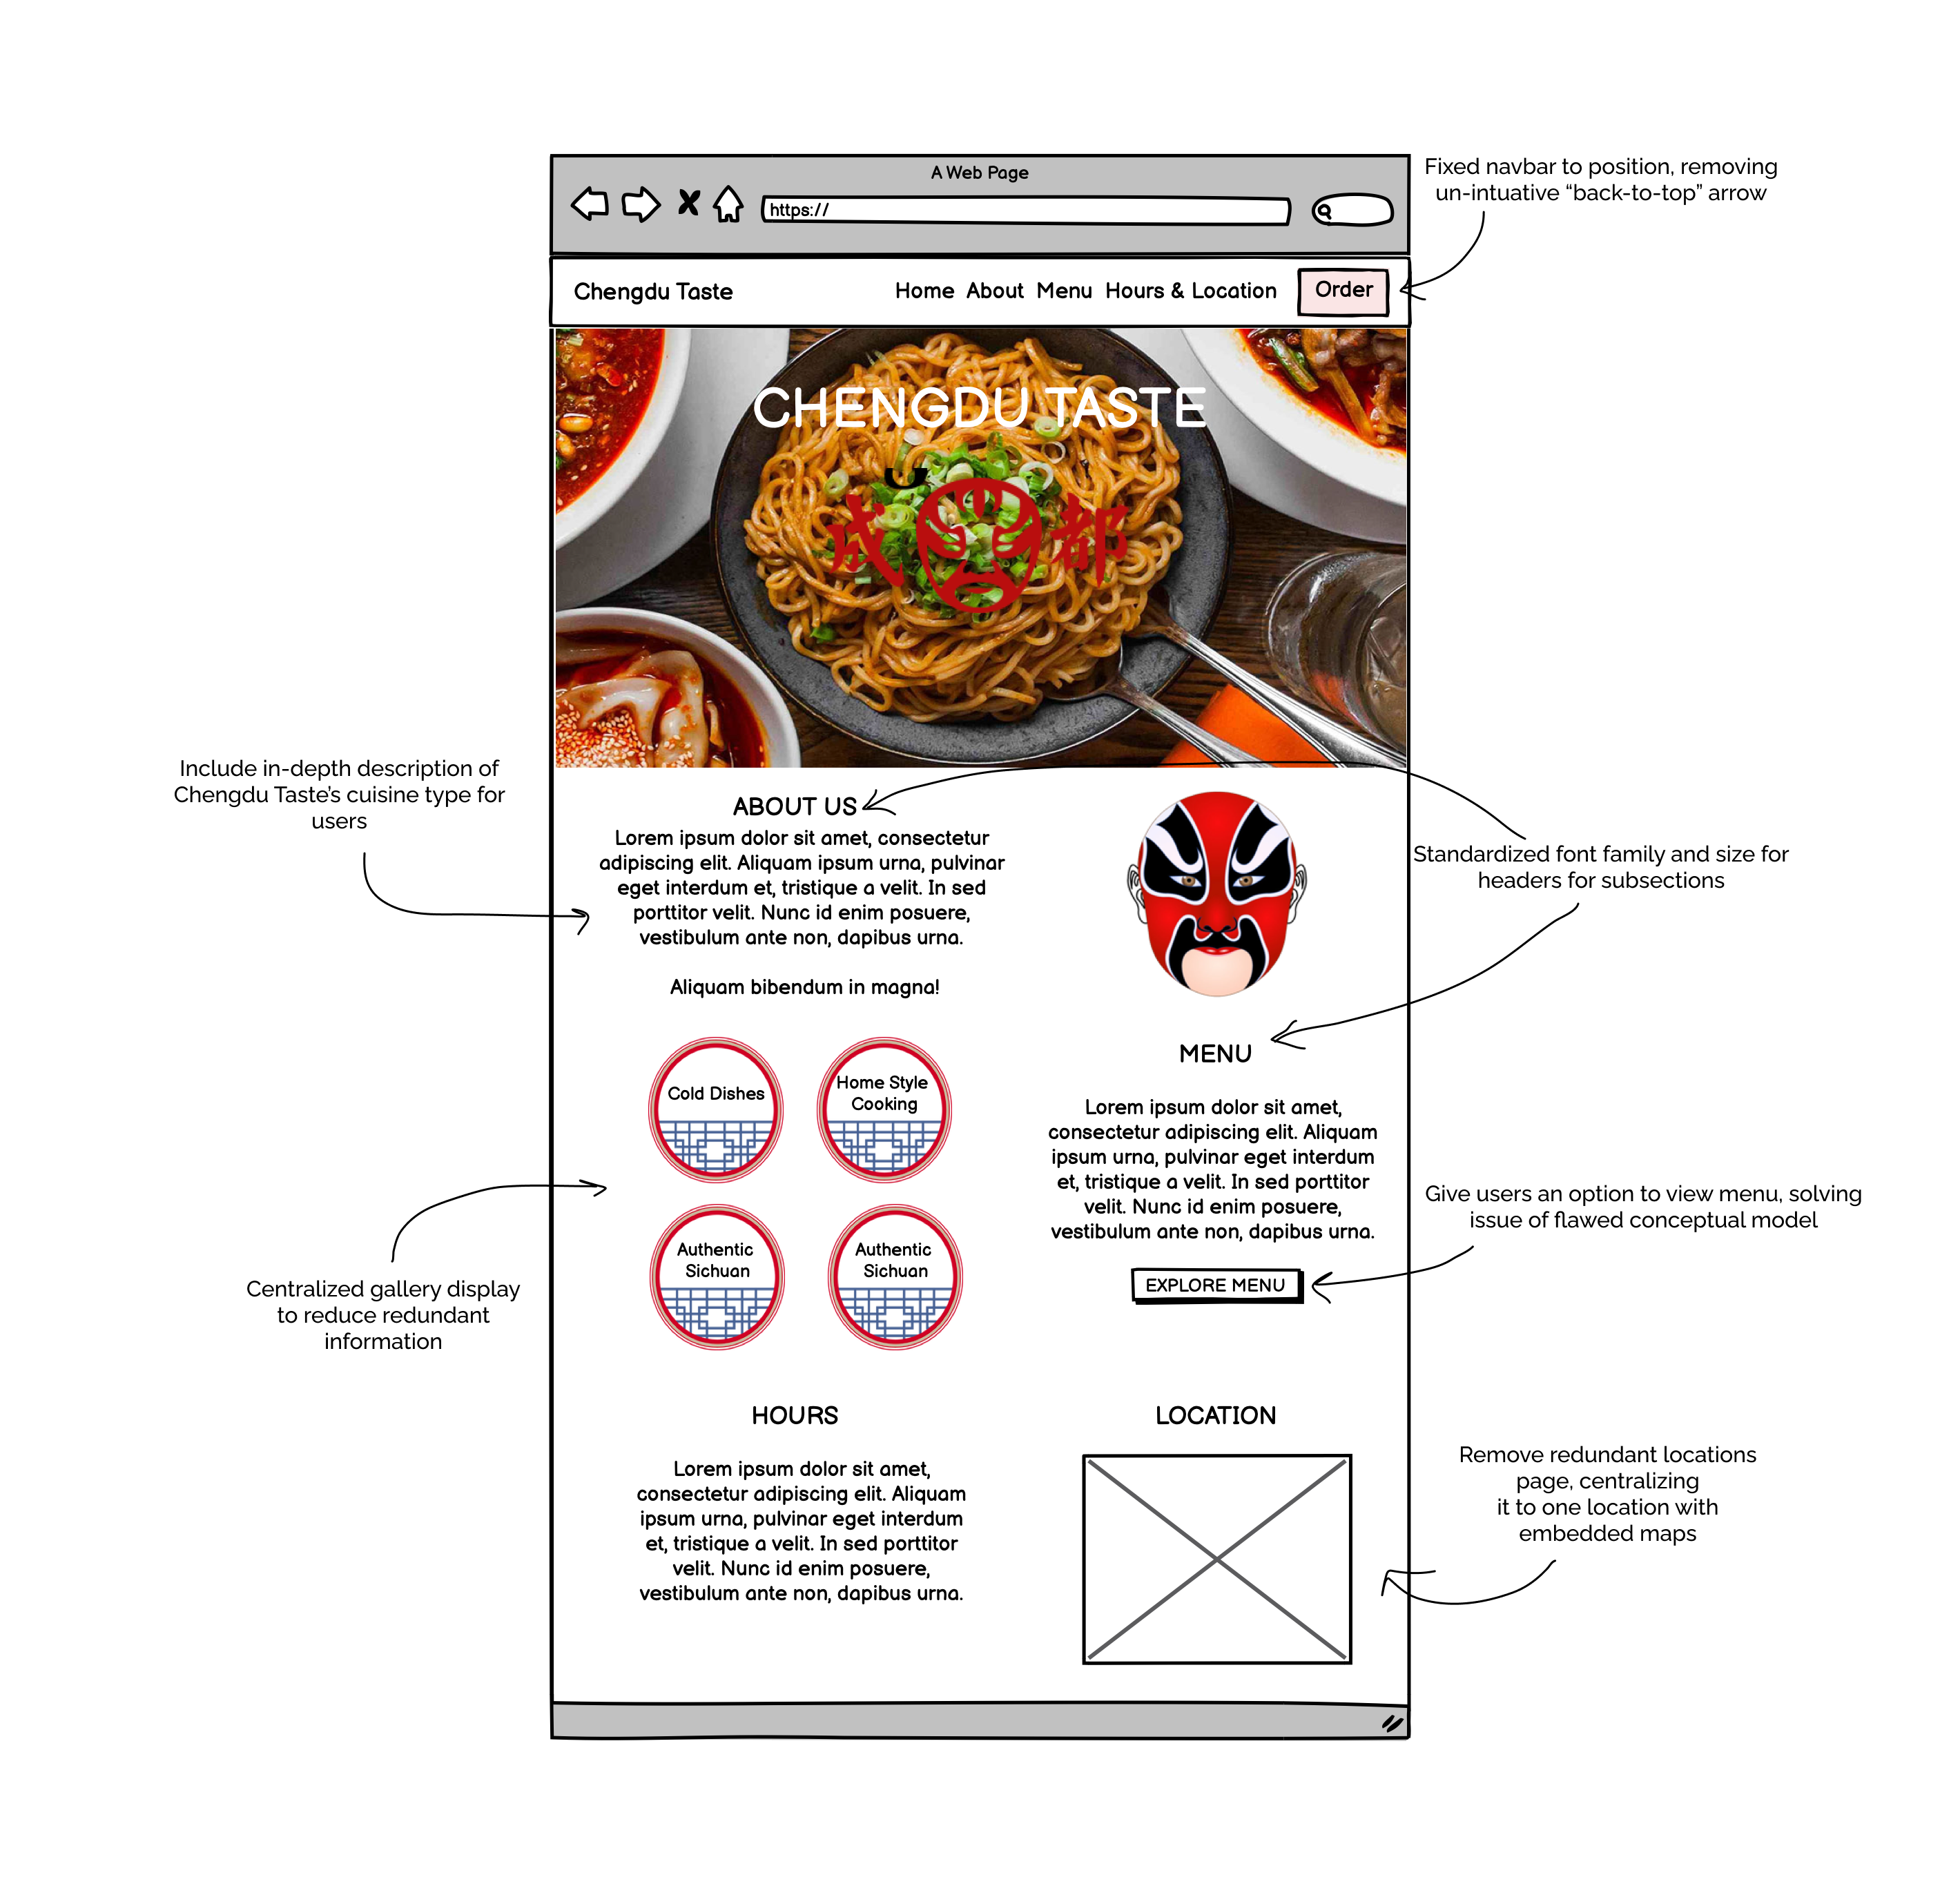 A Web Page
https://
Fixed navbar to position, removing
un-intuative “back-to-top” arrow
Chengdu Taste
Home About Menu Hours & Location
Order
CHENGDU TASTE
成 都
Include in-depth description of
Chengdu Taste’s cuisine type for
users
ABOUT US
Lorem ipsum dolor sit amet, consectetur
adipiscing elit. Aliquam ipsum urna, pulvinar
eget interdum et, tristique a velit. In sed
porttitor velit. Nunc id enim posuere,
vestibulum ante non, dapibus urna.
Aliquam bibendum in magna!
Standardized font family and size for
headers for subsections
Cold Dishes
Home Style
Cooking
Authentic
Sichuan
Authentic
Sichuan
MENU
Lorem ipsum dolor sit amet,
consectetur adipiscing elit. Aliquam
ipsum urna, pulvinar eget interdum
et, tristique a velit. In sed porttitor
velit. Nunc id enim posuere,
vestibulum ante non, dapibus urna.
EXPLORE MENU
Give users an option to view menu, solving
issue of flawed conceptual model
Centralized gallery display
to reduce redundant
information
HOURS
Lorem ipsum dolor sit amet,
consectetur adipiscing elit. Aliquam
ipsum urna, pulvinar eget interdum
et, tristique a velit. In sed porttitor
velit. Nunc id enim posuere,
vestibulum ante non, dapibus urna.
LOCATION
Remove redundant locations
page, centralizing
it to one location with
embedded maps